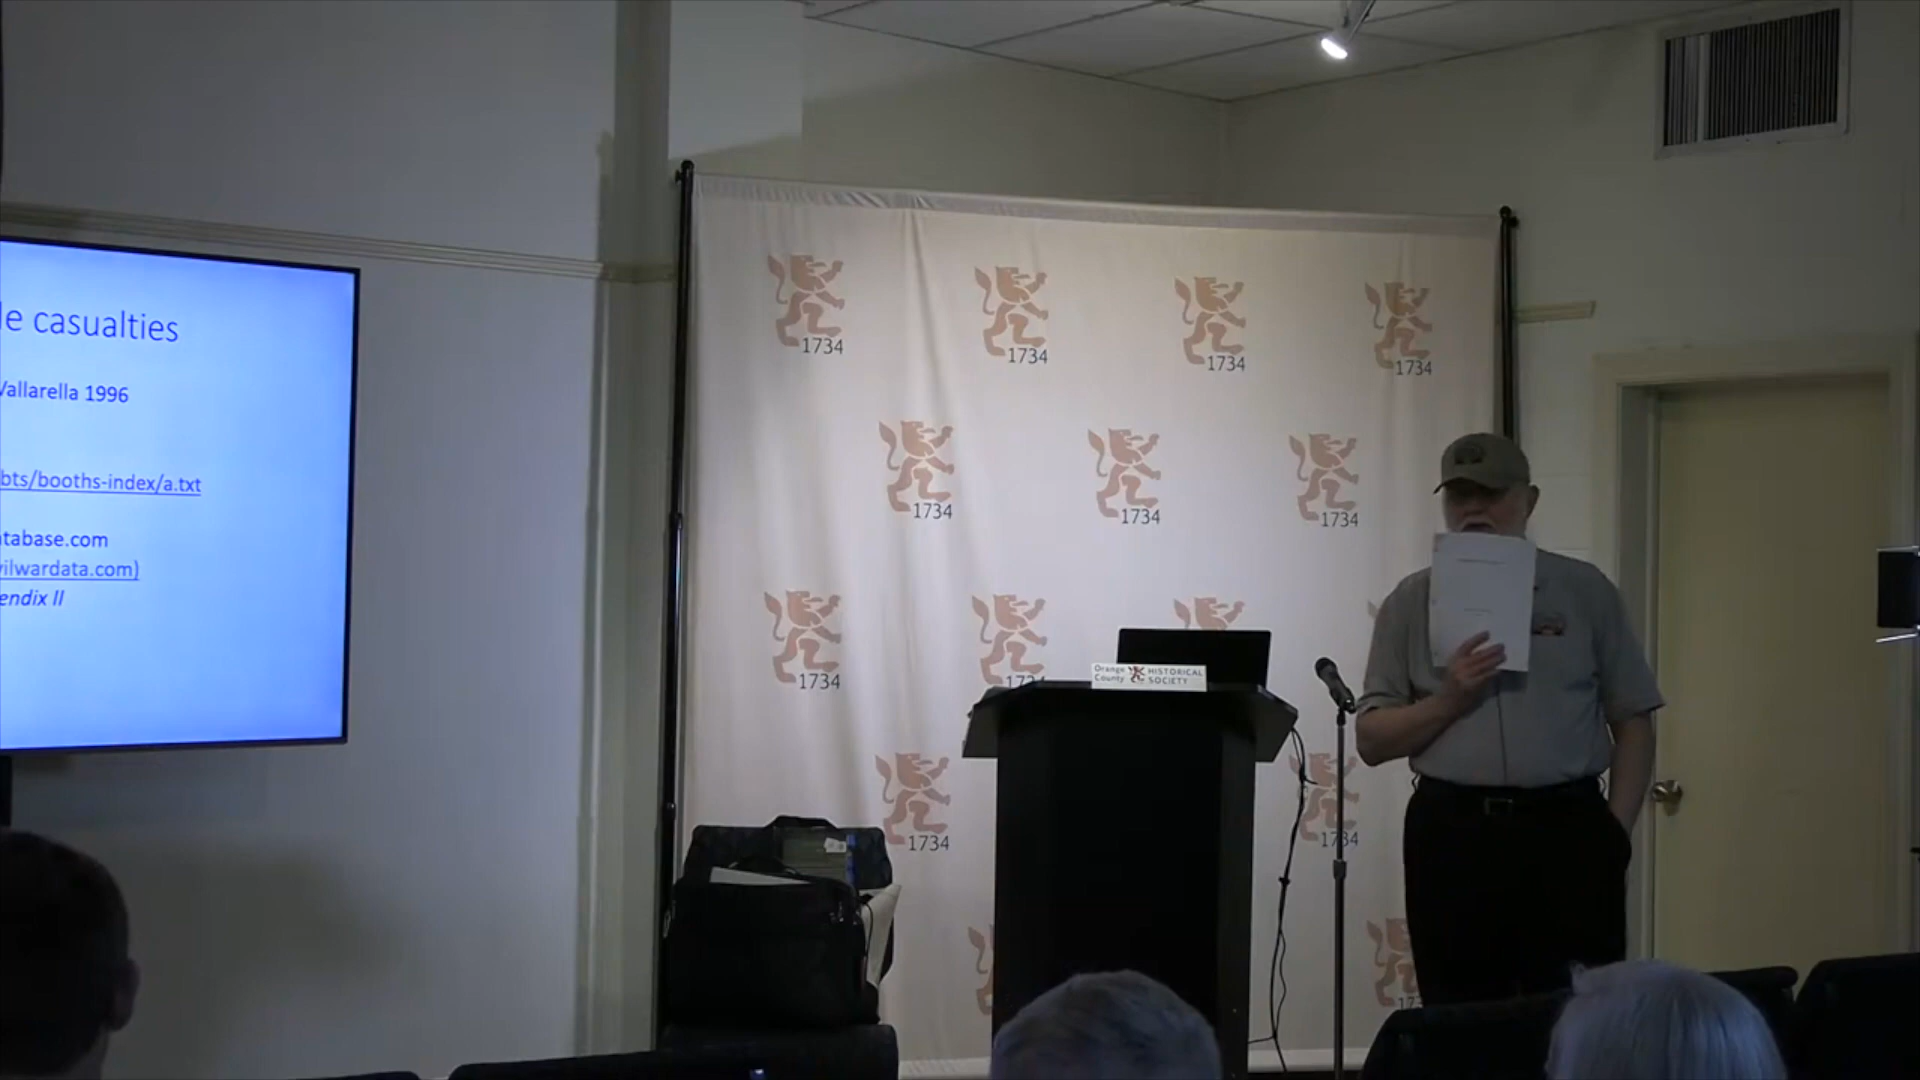 le casualties
Vallarella 1996
bts/booths-index/a.txt
tabase.com
vilwardata.com)
endix II
1734
1734
1734
1734
1734
1734
1734
1734
1734
1734
1734
173
Orange County HISTORICAL SOCIETY